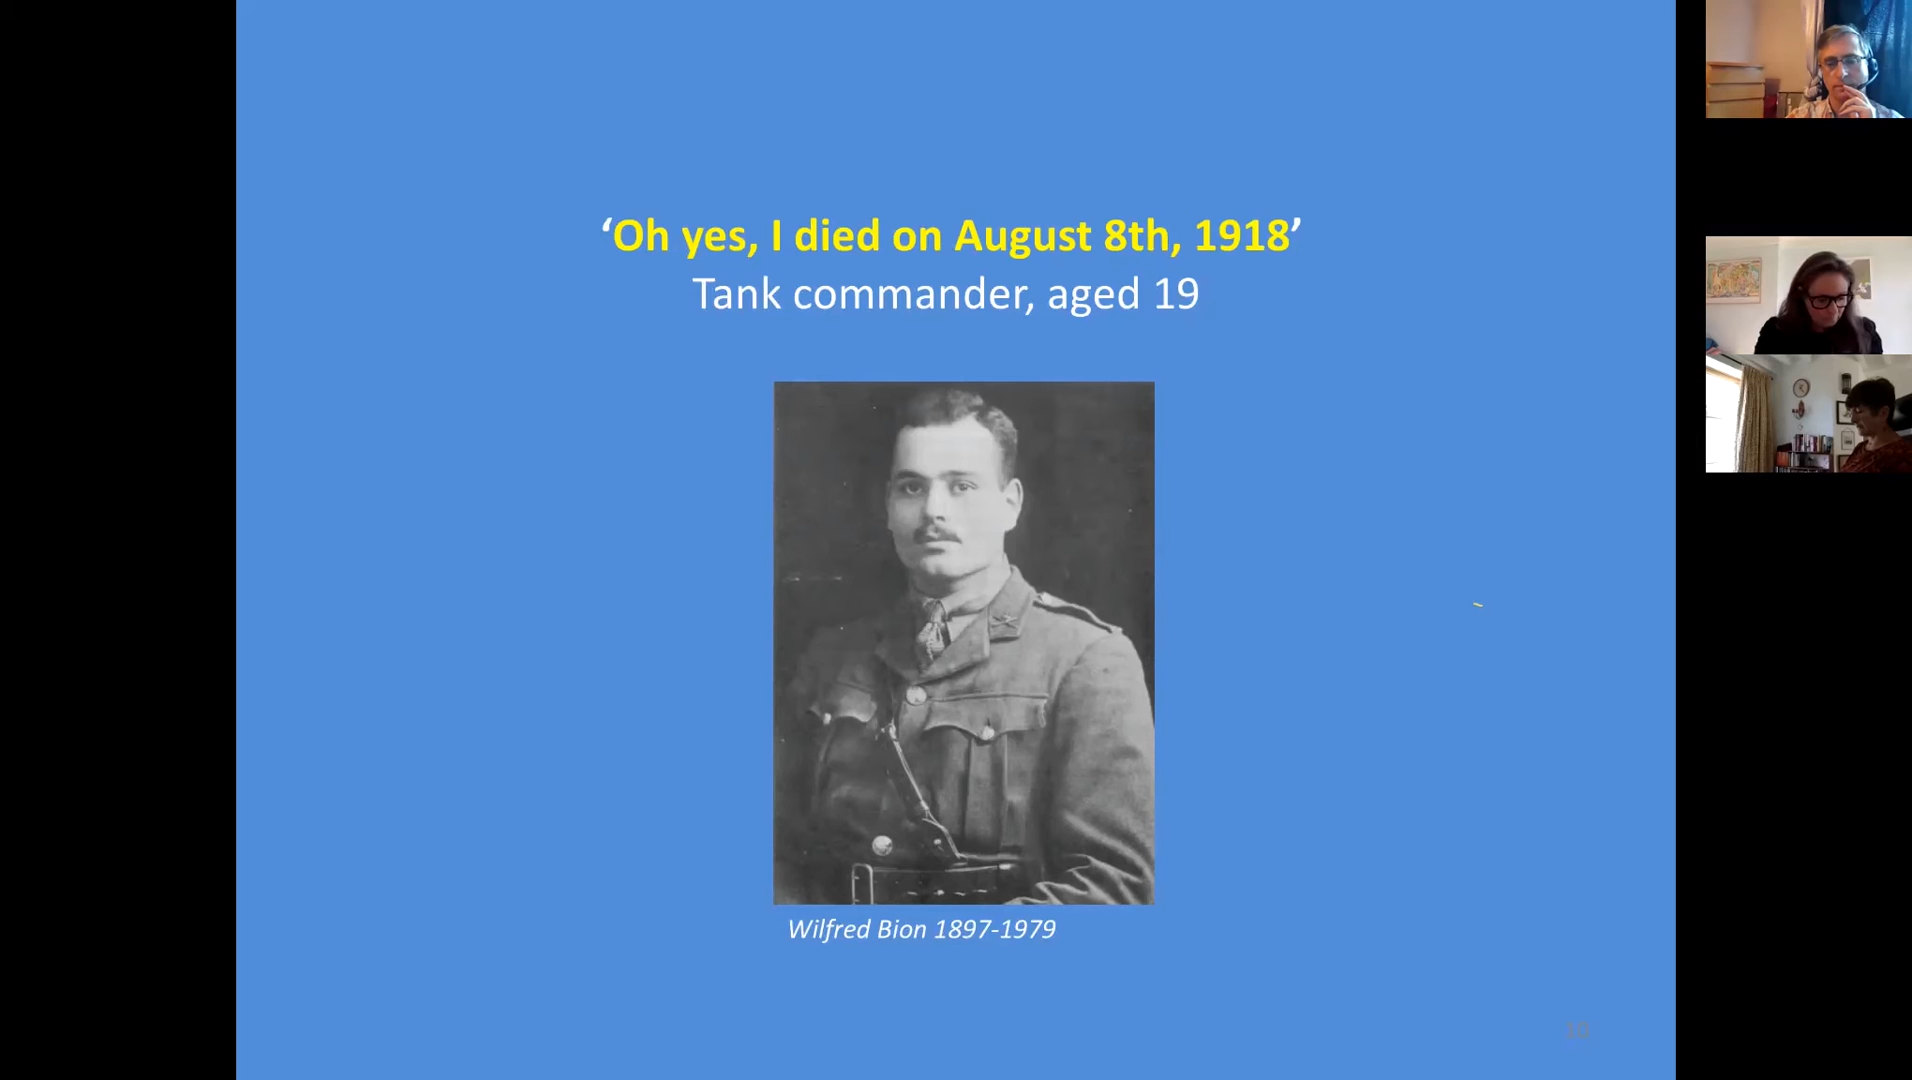 ‘Oh yes, I died on August 8th, 1918’
Tank commander, aged 19
Wilfred Bion 1897-1979